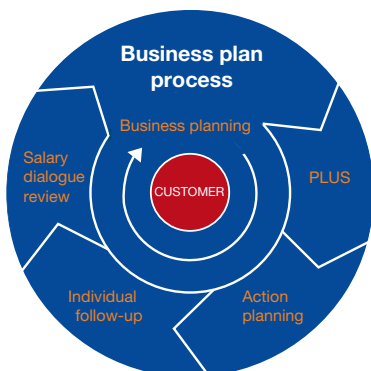 Business plan
process
Business planning
Salary
dialogue
review
PLUS
CUSTOMER
Individual
follow-up
Action
planning